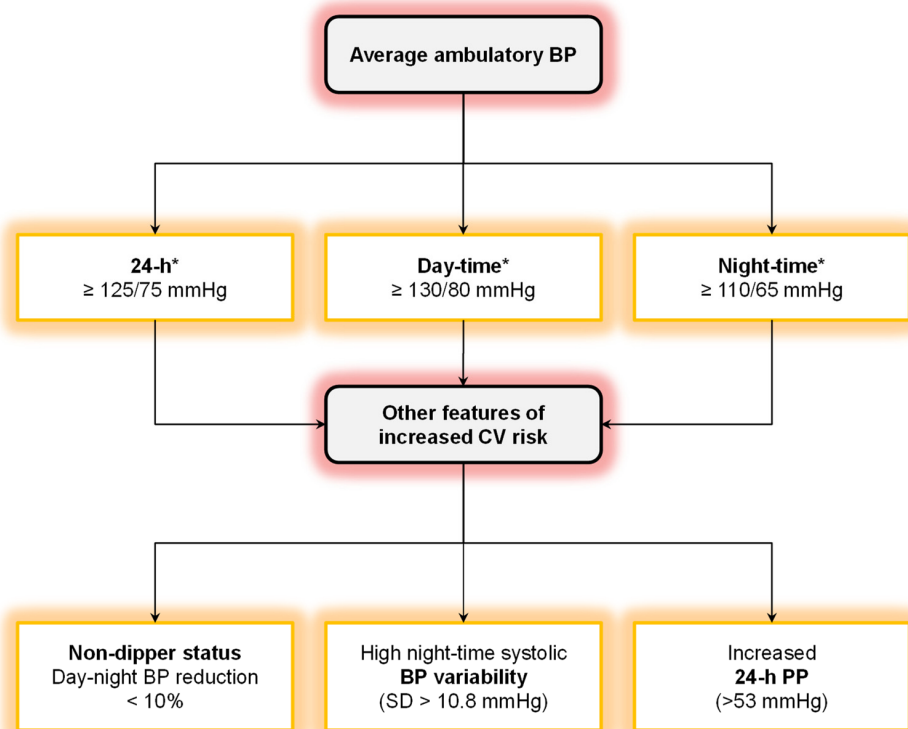 Average ambulatory BP
24-h*
≥ 125/75 mmHg
Day-time*
≥ 130/80 mmHg
Night-time*
≥ 110/65 mmHg
Other features of
increased CV risk
Non-dipper status
Day-night BP reduction
< 10%
High night-time systolic
BP variability
(SD > 10.8 mmHg)
Increased
24-h PP
(>53 mmHg)